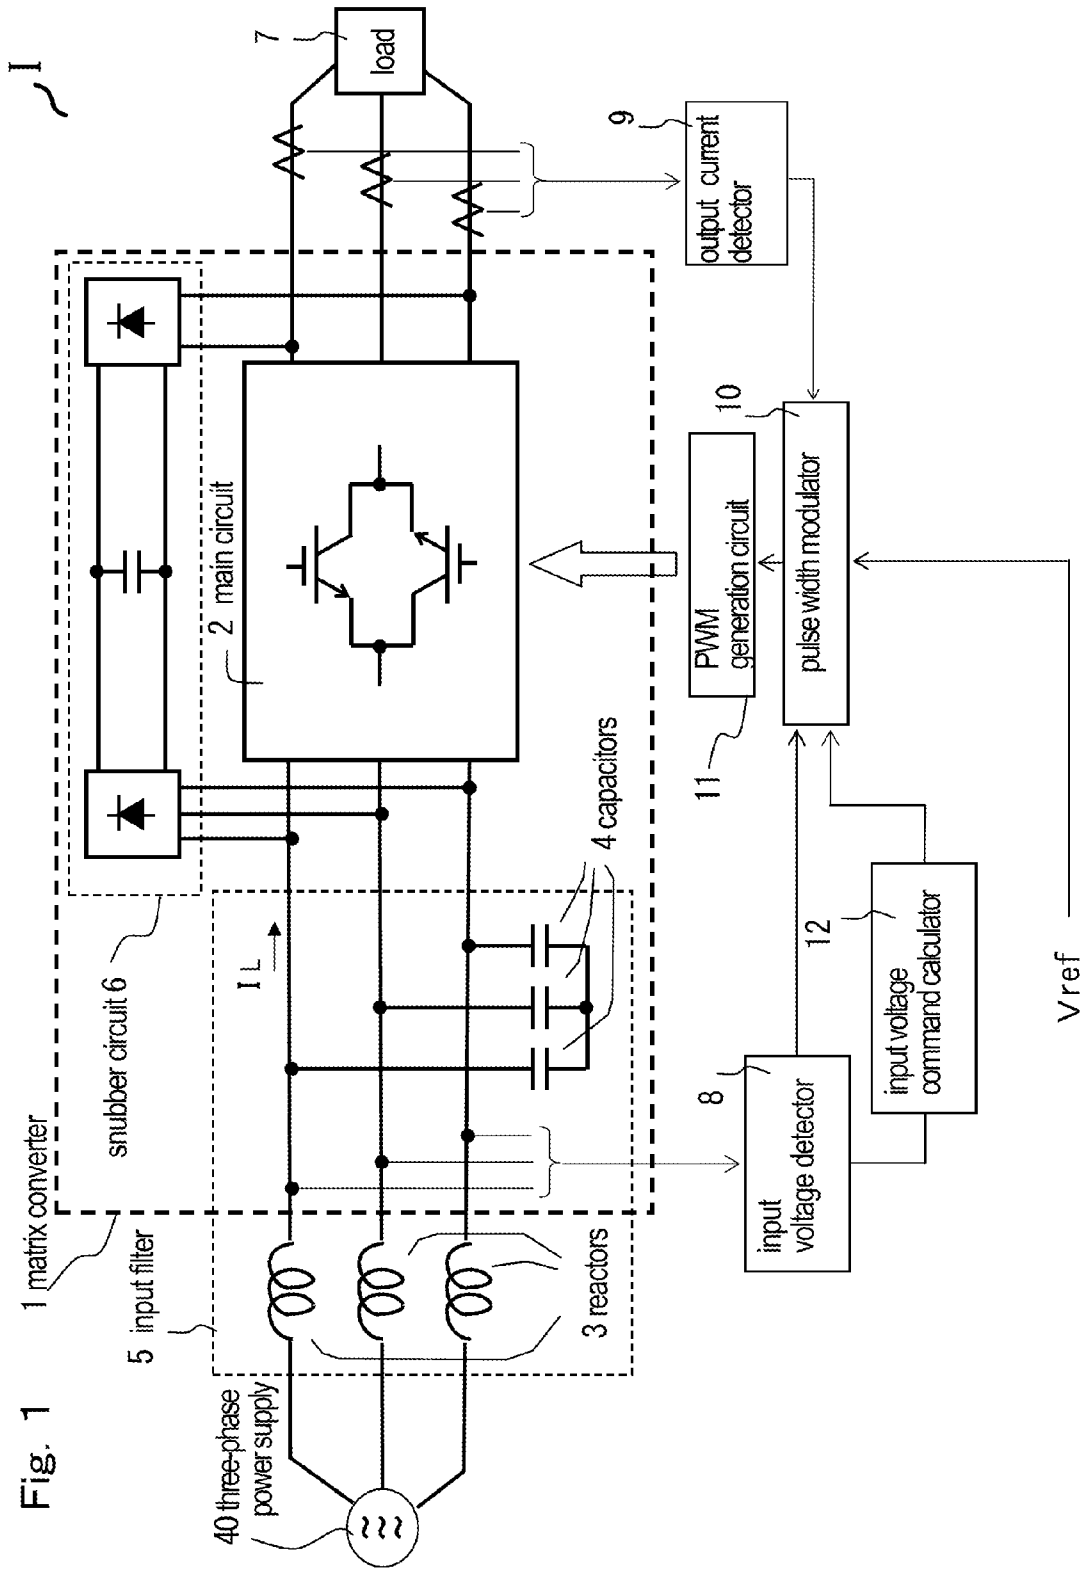 Fig. 1
I
1 matrix converter
snubber circuit 6
5 input filter
40 three-phase
power supply
I L
2 main circuit
7
load
3 reactors
4 capacitors
8
input
voltage detector
12
input voltage
command calculator
11
PWM
generation circuit
10
pulse width modulator
9
output current
detector
Vref